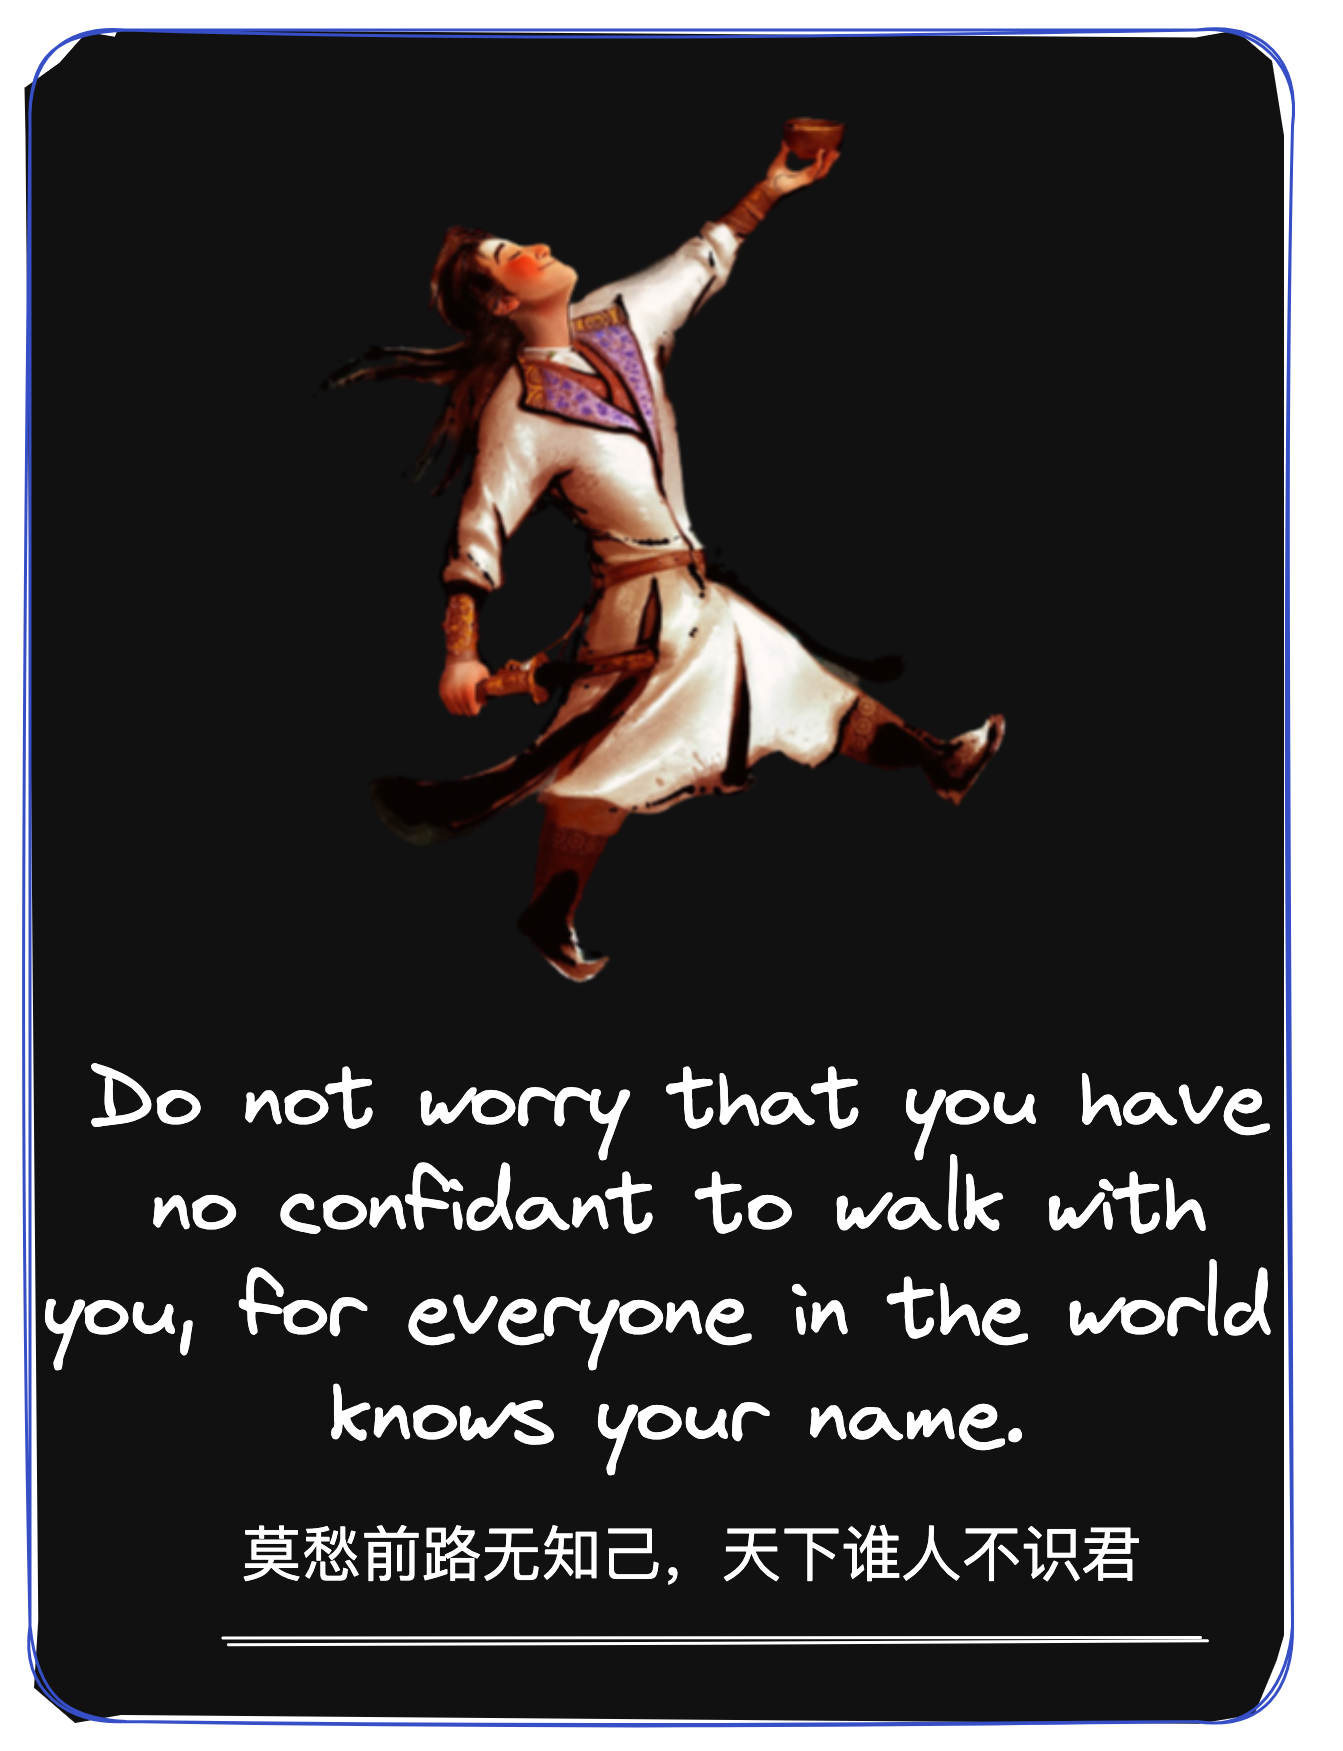 Do not worry that you have
no confidant to walk with
you, for everyone in the world
knows your name.
莫愁前路无知己，天下谁人不识君